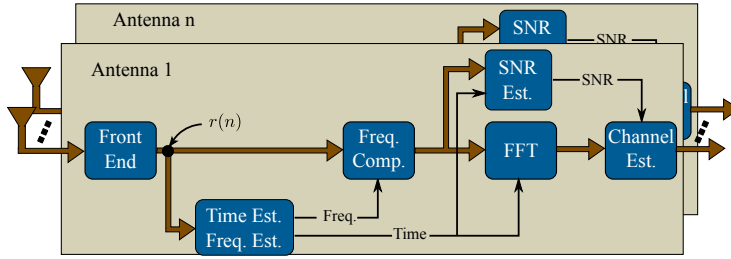 Antenna n
SNR
SNR
Antenna 1
SNR
Est.
SNR
r(n)
Front
End
Freq.
Comp.
FFT
Channel
Est.
Time Est.
Freq. Est.
Freq.
Time